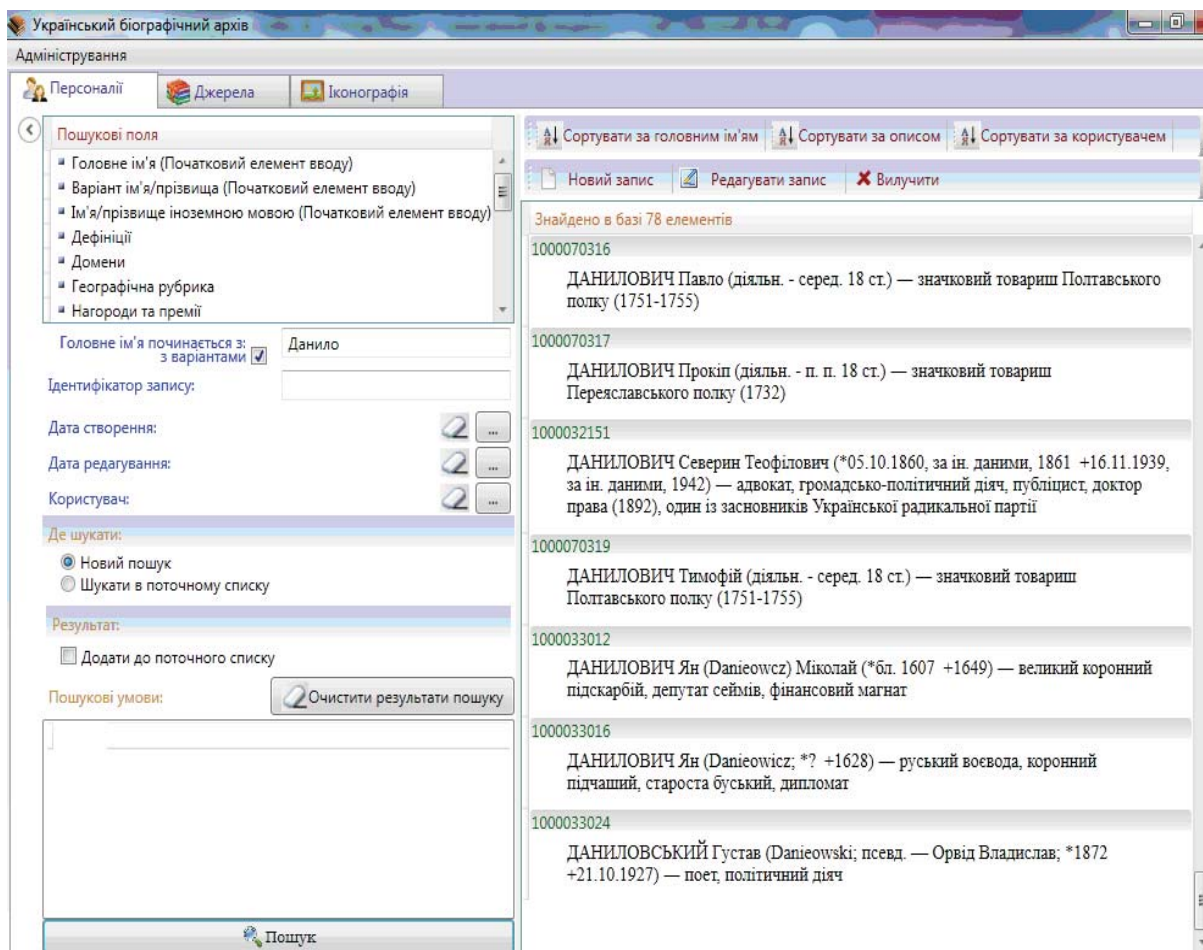 Український біографічний архів
Адміністрування
Персоналії
Джерела
Іконографія
Пошукові поля
Головне ім'я (Початковий елемент вводу)
Варіант ім'я/прізвища (Початковий елемент вводу)
Ім'я/прізвище іноземною мовою (Початковий елемент вводу)
Дефініції
Домени
Географічна рубрика
Нагороди та премії
Головне ім'я починається з:
з варіантами
Данило
Ідентифікатор запису:
Дата створення:
...
Дата редагування:
...
Користувач:
...
Де шукати:
Новий пошук
Шукати в поточному списку
Результат:
Додати до поточного списку
Пошукові умови:
Очистити результати пошуку
Пошук
Сортувати за головним ім'ям
Сортувати за описом
Сортувати за користувачем
Новий запис
Редагувати запис
Вилучити
Знайдено в базі 78 елементів
1000070316
ДАНИЛОВИЧ Павло (діяльн. - серед. 18 ст.) — значковий товариш Полтавського
полку (1751-1755)
1000070317
ДАНИЛОВИЧ Прокіп (діяльн. - п. п. 18 ст.) — значковий товариш
Переяславського полку (1732)
1000032151
ДАНИЛОВИЧ Северин Теофілович (*05.10.1860, за ін. даними, 1861 +16.11.1939,
за ін. даними, 1942) — адвокат, громадсько-політичний діяч, публіцист, доктор
права (1892), один із засновників Української радикальної партії
1000070319
ДАНИЛОВИЧ Тимофій (діяльн. - серед. 18 ст.) — значковий товариш
Полтавського полку (1751-1755)
1000033012
ДАНИЛОВИЧ Ян (Danieowcz) Міколай (*бл. 1607 +1649) — великий коронний
підскарбій, депутат сеймів, фінансовий магнат
1000033016
ДАНИЛОВИЧ Ян (Danieowicz; *? +1628) — руський воєвода, коронний
підчаший, староста буський, дипломат
1000033024
ДАНИЛОВСЬКИЙ Густав (Danieowski; псевд. — Орвід Владислав; *1872
+21.10.1927) — поет, політичний діяч